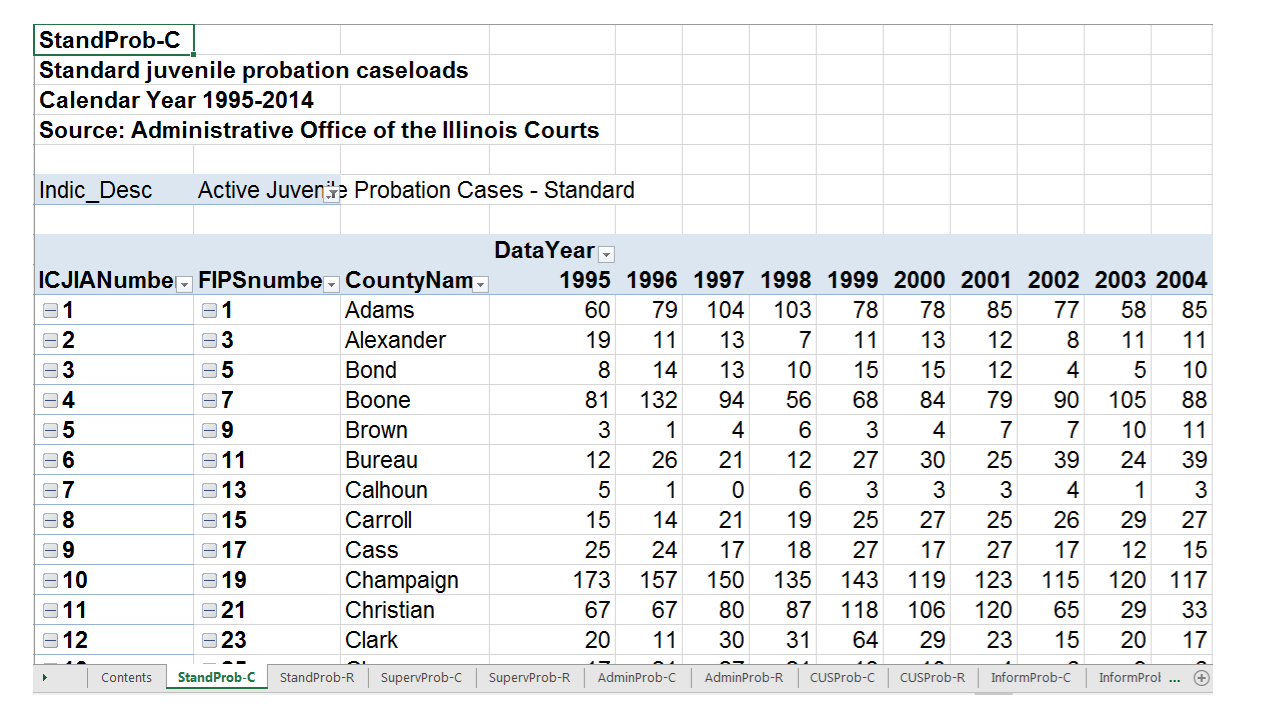 StandProb-C
Standard juvenile probation caseloads
Calendar Year 1995-2014
Source: Administrative Office of the Illinois Courts
Indic_Desc Active Juvenile Probation Cases - Standard
DataYear
ICJIANumbe FIPSnumbe CountyNam 1995 1996 1997 1998 1999 2000 2001 2002 2003 2004
1 1 Adams 60 79 104 103 78 78 85 77 58 85
2 3 Alexander 19 11 13 7 11 13 12 8 11 11
3 5 Bond 8 14 13 10 15 15 12 4 5 10
4 7 Boone 81 132 94 56 68 84 79 90 105 88
5 9 Brown 3 1 4 6 3 4 7 7 10 11
6 11 Bureau 12 26 21 12 27 30 25 39 24 39
7 13 Calhoun 5 1 0 6 3 3 3 4 1 3
8 15 Carroll 15 14 21 19 25 27 25 26 29 27
9 17 Cass 25 24 17 18 27 17 27 17 12 15
10 19 Champaign 173 157 150 135 143 119 123 115 120 117
11 21 Christian 67 67 80 87 118 106 120 65 29 33
12 23 Clark 20 11 30 31 64 29 23 15 20 17
Contents StandProb-C StandProb-R SupervProb-C SupervProb-R AdminProb-C AdminProb-R CUSProb-C CUSProb-R InformProb-C InformProl ...